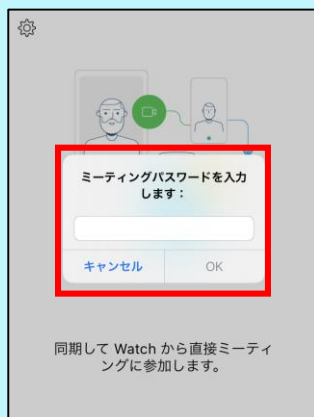 ミーティングパスワードを入力
します：
キャンセル
OK
同期して Watch から直接ミーティ
ングに参加します。